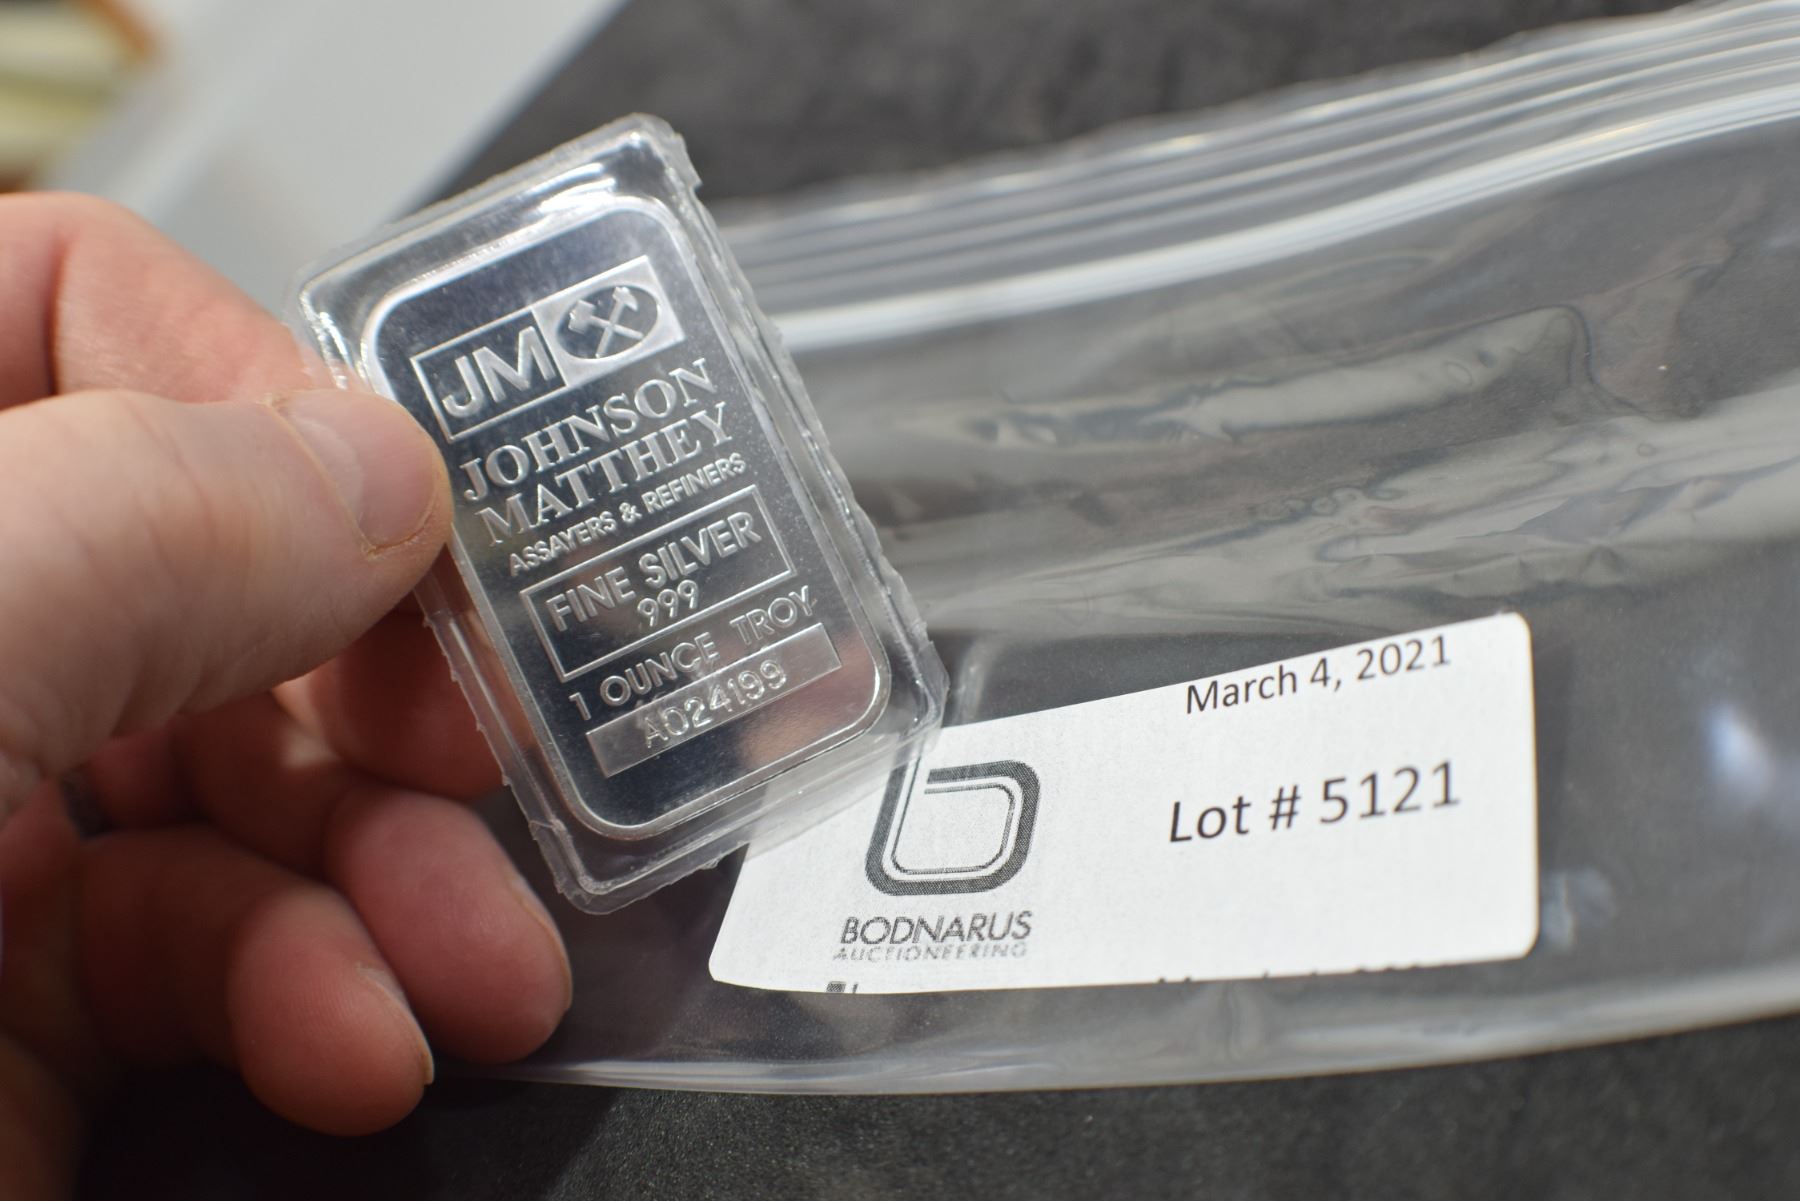 JM
JOHNSON
MATTHEY
ASSAYERS & REFINERS
FINE SILVER
999
1 OUNCE TROY
A024199
March 4, 2021
Lot # 5121
BODNARUS
AUCTIONEERING